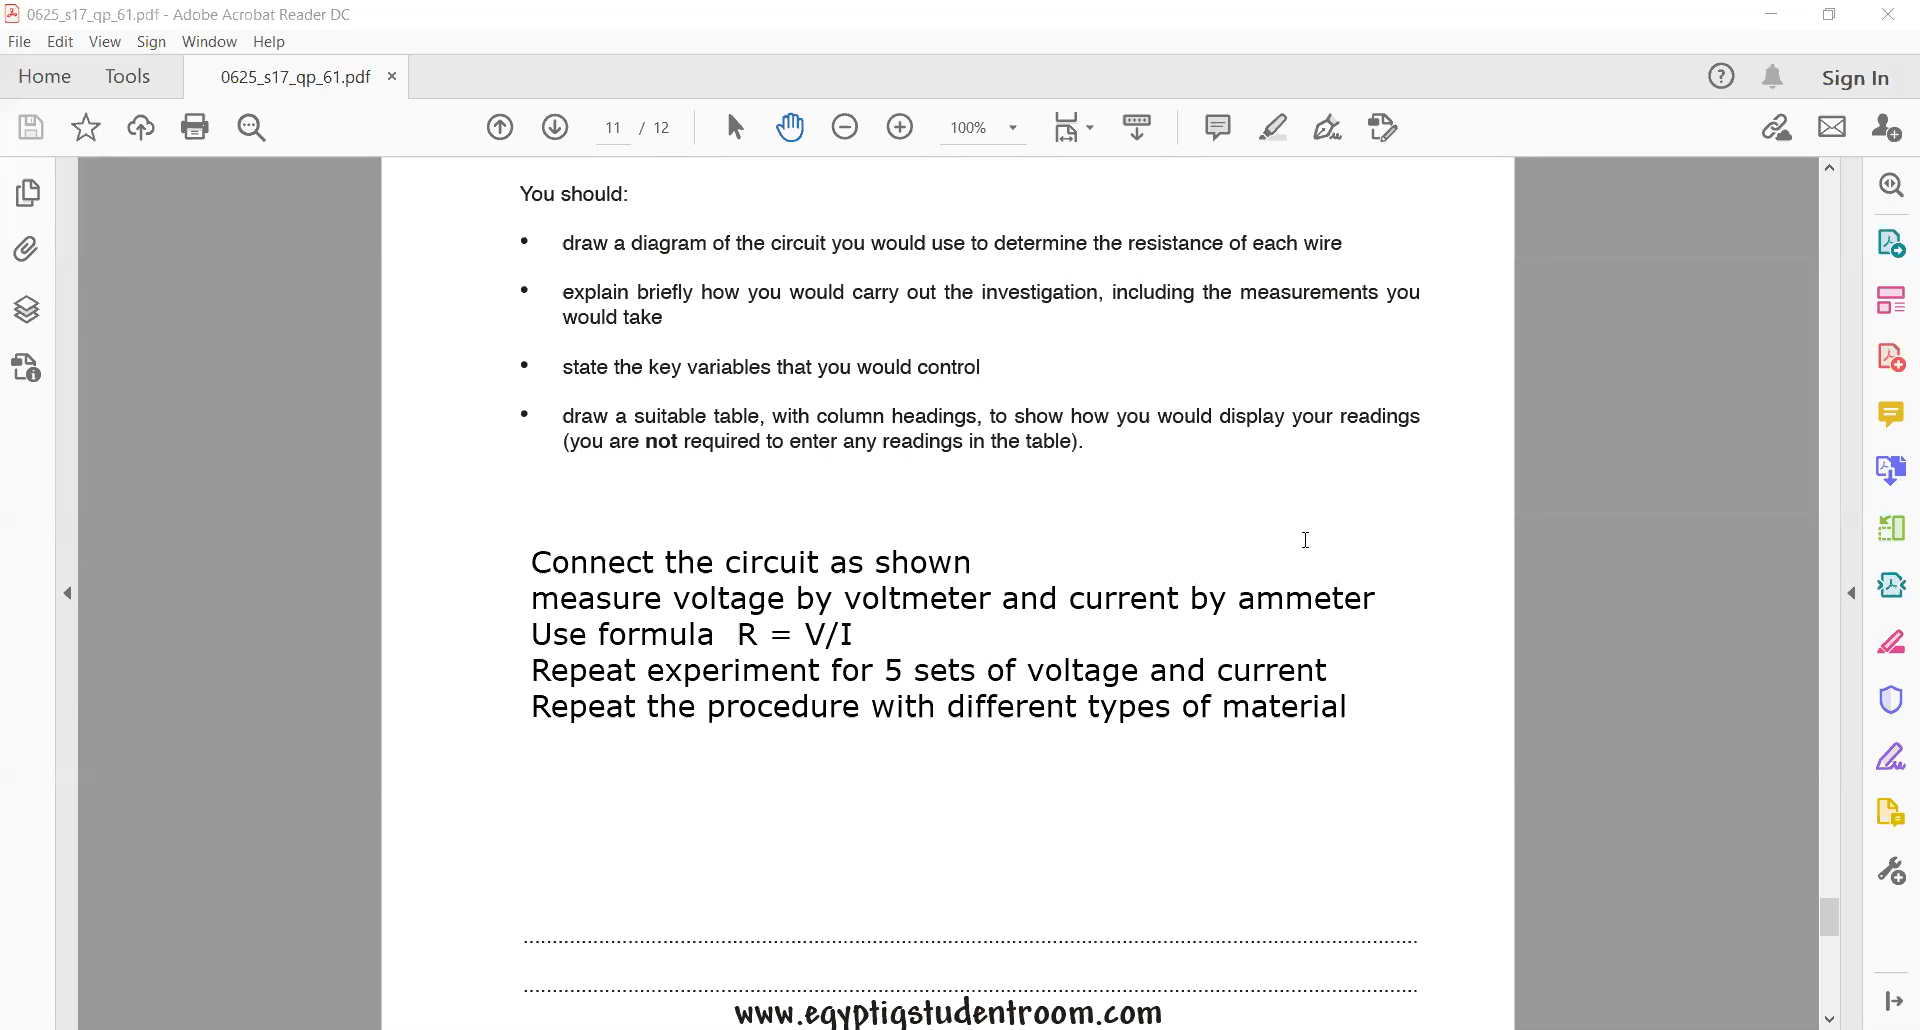 0625_s17_qp_61.pdf - Adobe Acrobat Reader DC
File Edit View Sign Window Help
Home Tools 0625_s17_qp_61.pdf × Sign In
11 / 12 100%
You should:
• draw a diagram of the circuit you would use to determine the resistance of each wire
• explain briefly how you would carry out the investigation, including the measurements you
would take
• state the key variables that you would control
• draw a suitable table, with column headings, to show how you would display your readings
(you are not required to enter any readings in the table).
Connect the circuit as shown
measure voltage by voltmeter and current by ammeter
Use formula R = V/I
Repeat experiment for 5 sets of voltage and current
Repeat the procedure with different types of material
www.egyptigstudentroom.com